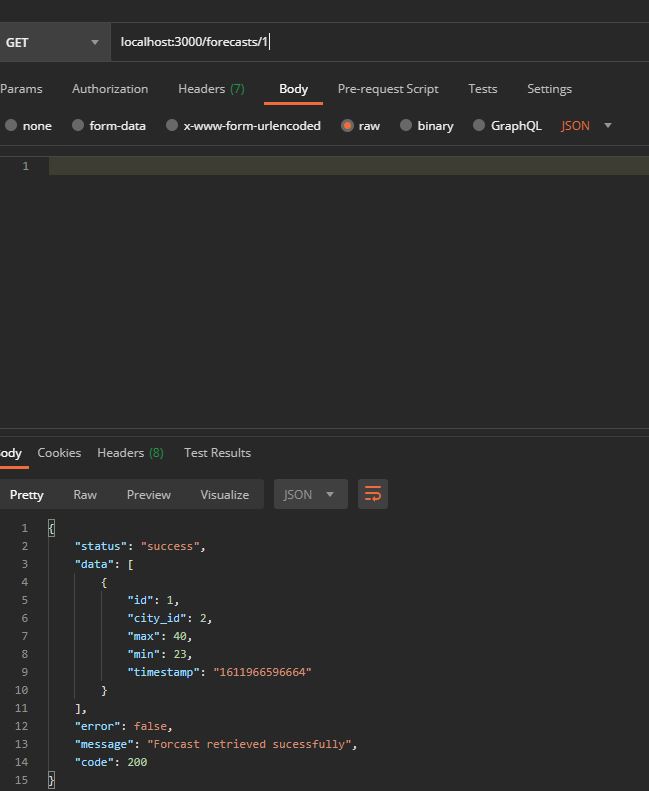 GET localhost:3000/forecasts/1
Params Authorization Headers (7) Body Pre-request Script Tests Settings
none form-data x-www-form-urlencoded raw binary GraphQL JSON
1
ody Cookies Headers (8) Test Results
Pretty Raw Preview Visualize JSON
1 {
2 "status": "success",
3 "data": [
4 {
5 "id": 1,
6 "city_id": 2,
7 "max": 40,
8 "min": 23,
9 "timestamp": "1611966596664"
10 }
11 ],
12 "error": false,
13 "message": "Forcast retrieved sucessfully",
14 "code": 200
15 }